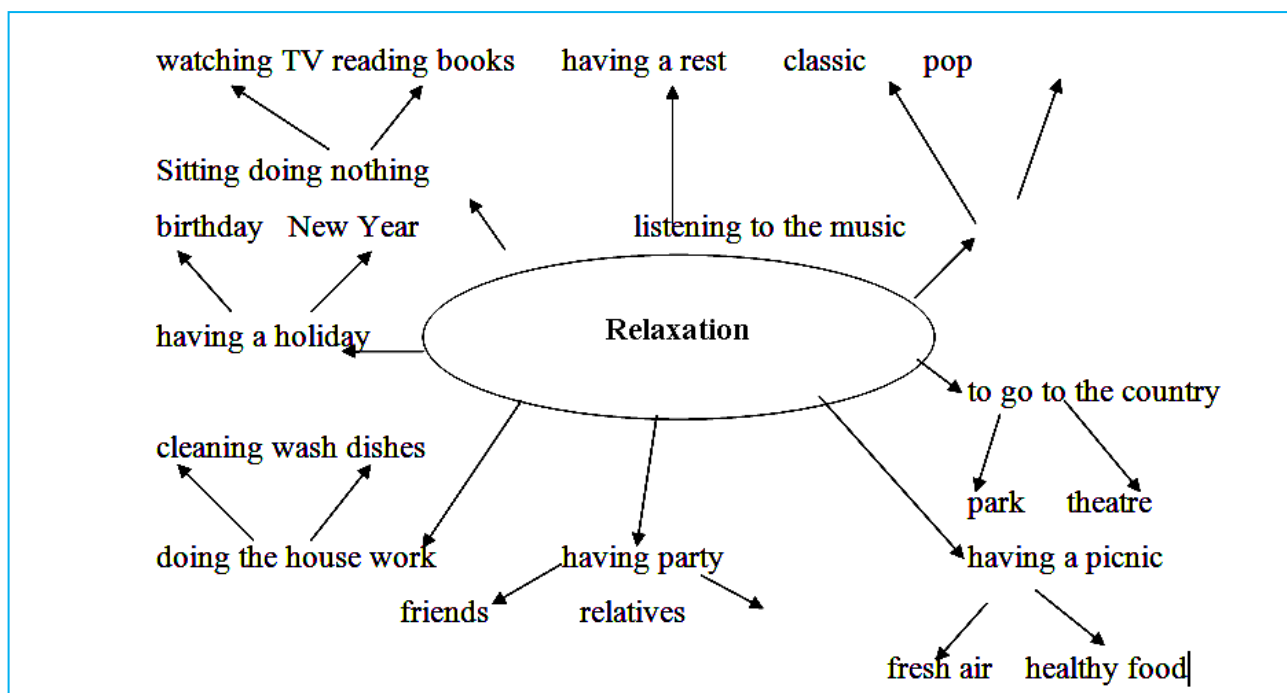 watching TV reading books having a rest classic pop
Sitting doing nothing
birthday New Year listening to the music
Relaxation
having a holiday
to go to the country
cleaning wash dishes
park theatre
doing the house work having party having a picnic
friends relatives
fresh air healthy food